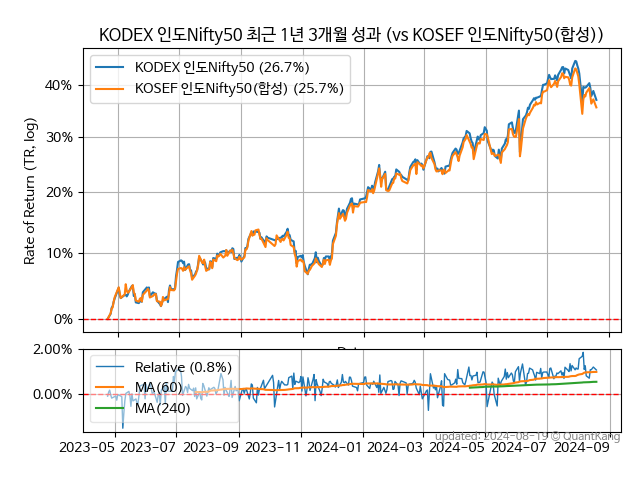 KODEX 인도Nifty50 최근 1년 3개월 성과 (vs KOSEF 인도Nifty50(합성))
KODEX 인도Nifty50 (26.7%)
KOSEF 인도Nifty50(합성) (25.7%)
Rate of Return (TR, log)
40%
30%
20%
10%
0%
2.00%
0.00%
Relative (0.8%)
MA(60)
MA(240)
2023-05 2023-07 2023-09 2023-11 2024-01 2024-03 2024-05 2024-07 2024-09
updated: 2024-08-19 © QuantKang